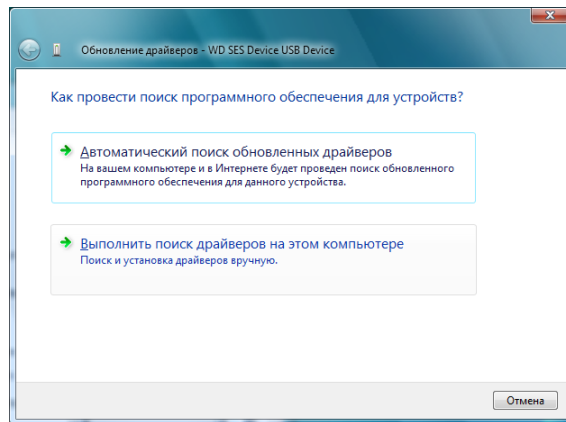 Обновление драйверов - WD SES Device USB Device
Как провести поиск программного обеспечения для устройств?
Автоматический поиск обновленных драйверов
На вашем компьютере и в Интернете будет проведен поиск обновленного
программного обеспечения для данного устройства.
Выполнить поиск драйверов на этом компьютере
Поиск и установка драйверов вручную.
Отмена